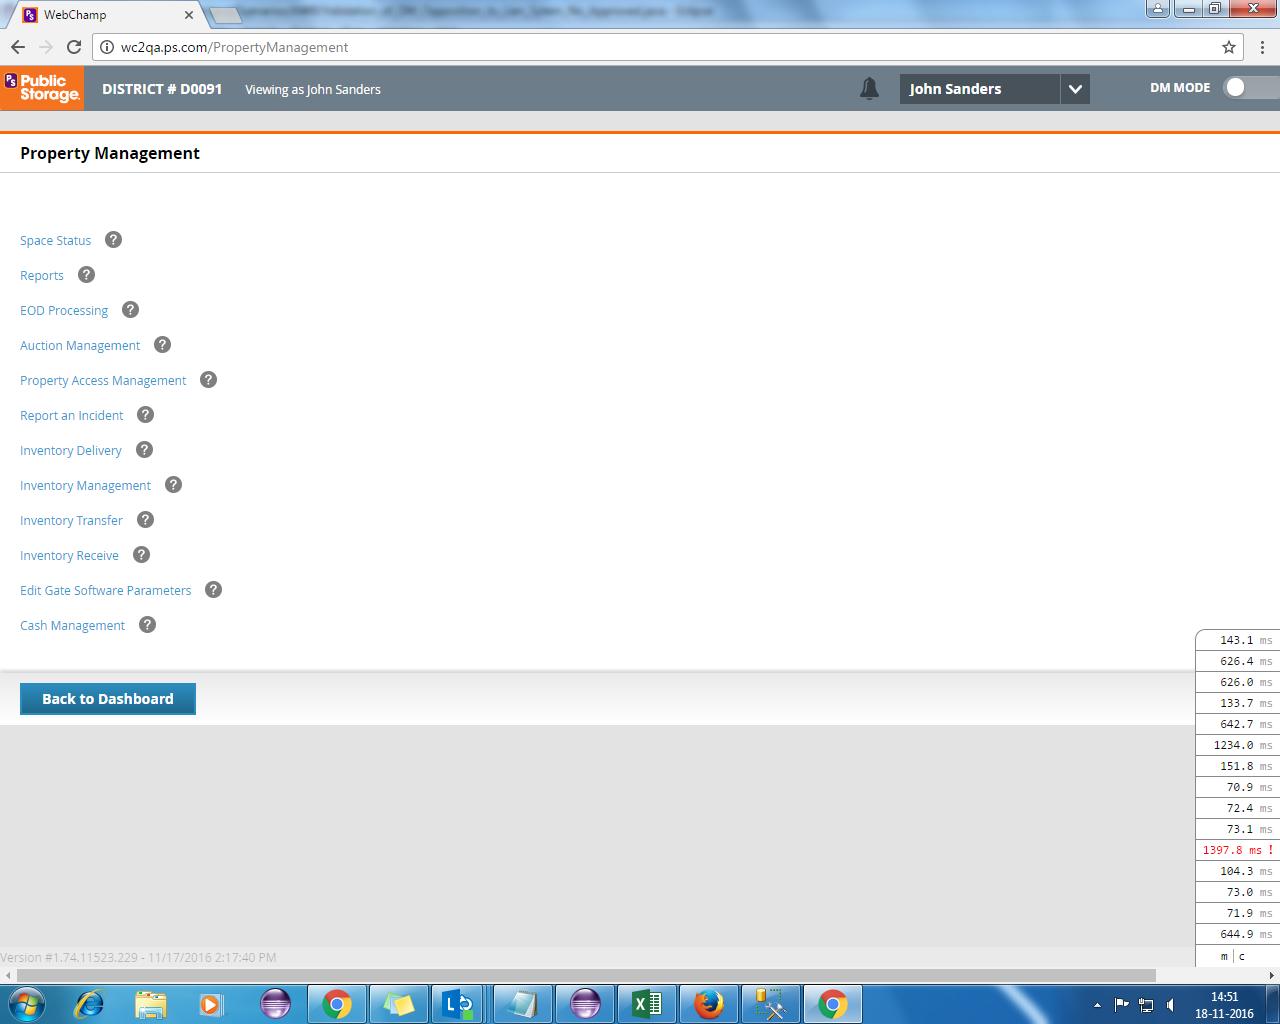 WebChamp
wc2qa.ps.com/PropertyManagement
PS Public Storage.
DISTRICT # D0091
Viewing as John Sanders
John Sanders
DM MODE
Property Management
Space Status ?
Reports ?
EOD Processing ?
Auction Management ?
Property Access Management ?
Report an Incident ?
Inventory Delivery ?
Inventory Management ?
Inventory Transfer ?
Inventory Receive ?
Edit Gate Software Parameters ?
Cash Management ?
Back to Dashboard
143.1 ms
626.4 ms
626.0 ms
133.7 ms
642.7 ms
1234.0 ms
151.8 ms
70.9 ms
72.4 ms
73.1 ms
1397.8 ms !
104.3 ms
73.0 ms
71.9 ms
644.9 ms
m | c
Version #1.74.11523.229 - 11/17/2016 2:17:40 PM
14:51
18-11-2016